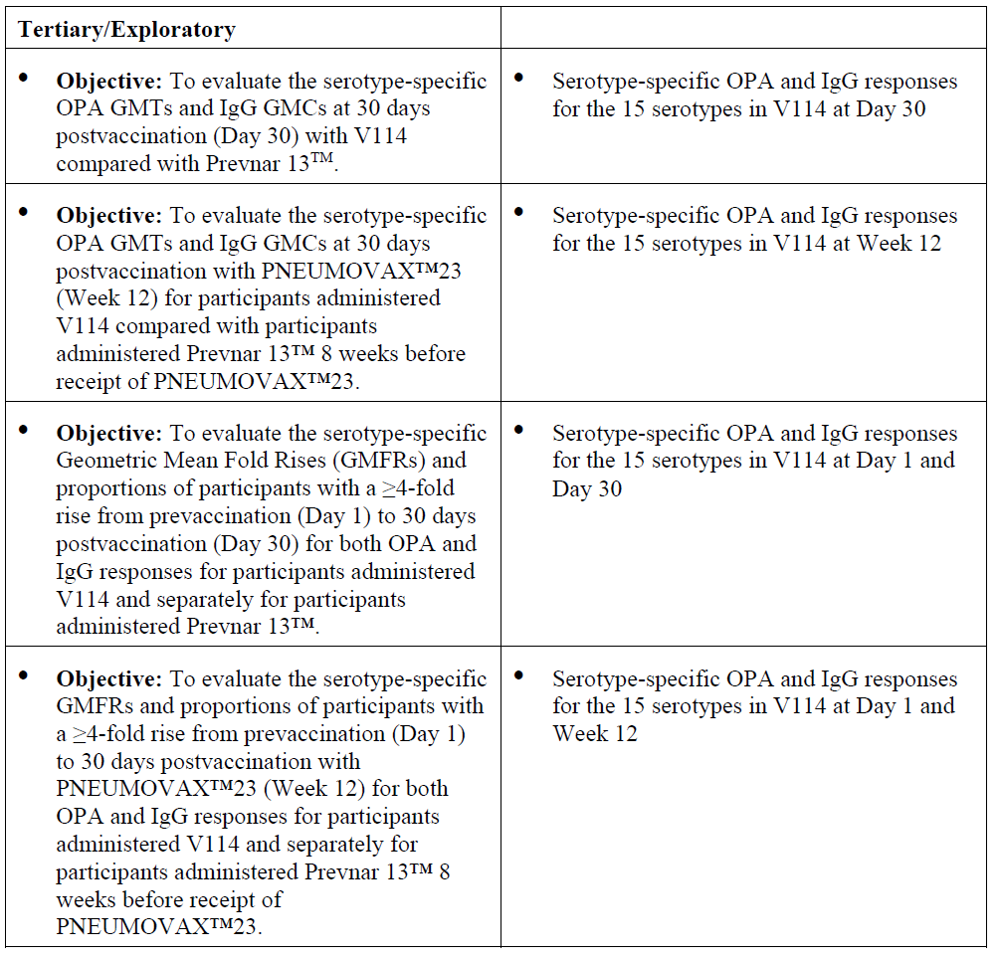 Tertiary/Exploratory
• Objective: To evaluate the serotype-specific
OPA GMTs and IgG GMCs at 30 days
postvaccination (Day 30) with V114
compared with Prevnar 13™.
• Serotype-specific OPA and IgG responses
for the 15 serotypes in V114 at Day 30
• Objective: To evaluate the serotype-specific
OPA GMTs and IgG GMCs at 30 days
postvaccination with PNEUMOVAX™23
(Week 12) for participants administered
V114 compared with participants
administered Prevnar 13™ 8 weeks before
receipt of PNEUMOVAX™23.
• Serotype-specific OPA and IgG responses
for the 15 serotypes in V114 at Week 12
• Objective: To evaluate the serotype-specific
Geometric Mean Fold Rises (GMFRs) and
proportions of participants with a ≥4-fold
rise from prevaccination (Day 1) to 30 days
postvaccination (Day 30) for both OPA and
IgG responses for participants administered
V114 and separately for participants
administered Prevnar 13™.
• Serotype-specific OPA and IgG responses
for the 15 serotypes in V114 at Day 1 and
Day 30
• Objective: To evaluate the serotype-specific
GMFRs and proportions of participants with
a ≥4-fold rise from prevaccination (Day 1)
to 30 days postvaccination with
PNEUMOVAX™23 (Week 12) for both
OPA and IgG responses for participants
administered V114 and separately for
participants administered Prevnar 13™ 8
weeks before receipt of
PNEUMOVAX™23.
• Serotype-specific OPA and IgG responses
for the 15 serotypes in V114 at Day 1 and
Week 12